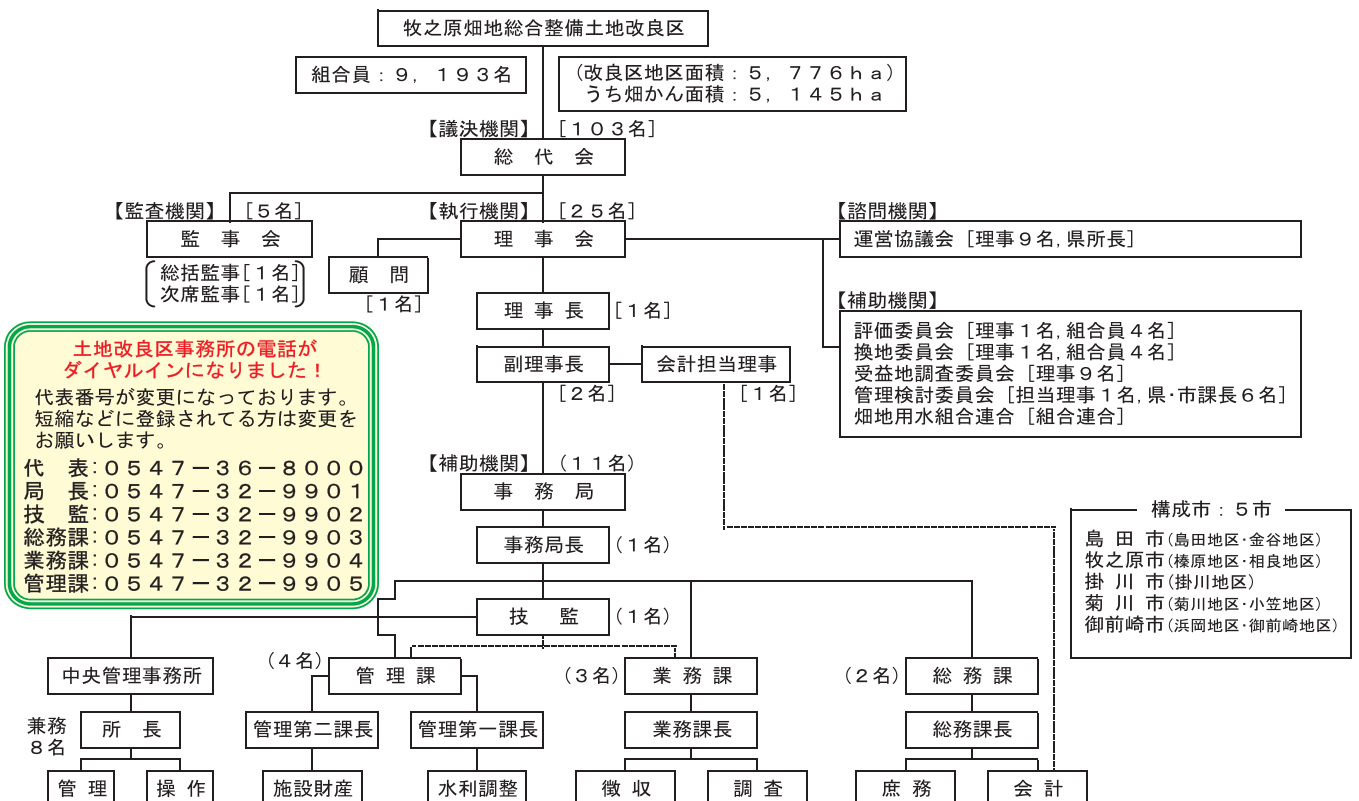 牧之原畑地総合整備土地改良区
組合員：９，１９３名
（改良区地区面積：５，７７６ｈａ）
うち畑かん面積：５，１４５ｈａ
【議決機関】［１０３名］
総代会
【監査機関】［５名］
監事会
総括監事［１名］
次席監事［１名］
【執行機関】［２５名］
理事会
顧問
［１名］
【諮問機関】
運営協議会［理事９名，県所長］
理事長［１名］
【補助機関】
評価委員会［理事１名，組合員４名］
換地委員会［理事１名，組合員４名］
受益地調査委員会［理事９名］
管理検討委員会［担当理事１名，県・市課長６名］
畑地用水組合連合［組合連合］
副理事長
［２名］
会計担当理事
［１名］
土地改良区事務所の電話が
ダイヤルインになりました！
代表番号が変更になっております。
短縮などに登録されてる方は変更を
お願いします。
代　表：０５４７－３６－８０００
局　長：０５４７－３２－９９０１
技　監：０５４７－３２－９９０２
総務課：０５４７－３２－９９０３
業務課：０５４７－３２－９９０４
管理課：０５４７－３２－９９０５
【補助機関】（１１名）
事務局
事務局長（１名）
技監（１名）
構成市：５市
島田市（島田地区・金谷地区）
牧之原市（榛原地区・相良地区）
掛川市（掛川地区）
菊川市（菊川地区・小笠地区）
御前崎市（浜岡地区・御前崎地区）
中央管理事務所
（４名）管理課
（３名）業務課
（２名）総務課
兼務
８名
所長
管理第二課長
管理第一課長
業務課長
総務課長
管理
操作
施設財産
水利調整
徴収
調査
庶務
会計